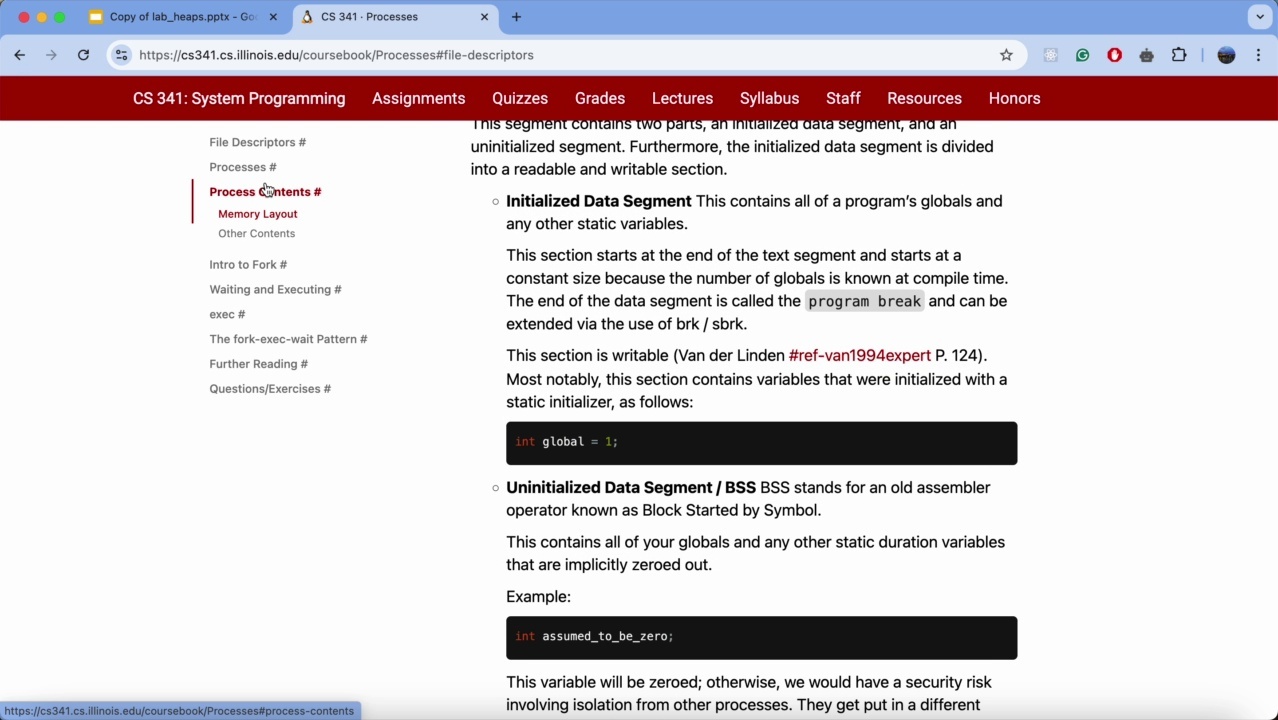 Copy of lab_heaps.pptx - Goo
CS 341 · Processes
https://cs341.cs.illinois.edu/coursebook/Processes#file-descriptors
CS 341: System Programming
Assignments
Quizzes
Grades
Lectures
Syllabus
Staff
Resources
Honors
File Descriptors #
Processes #
Process Contents #
Memory Layout
Other Contents
Intro to Fork #
Waiting and Executing #
exec #
The fork-exec-wait Pattern #
Further Reading #
Questions/Exercises #
This segment contains two parts, an initialized data segment, and an
uninitialized segment. Furthermore, the initialized data segment is divided
into a readable and writable section.
Initialized Data Segment This contains all of a program's globals and
any other static variables.
This section starts at the end of the text segment and starts at a
constant size because the number of globals is known at compile time.
The end of the data segment is called the program break and can be
extended via the use of brk / sbrk.
This section is writable (Van der Linden #ref-van1994expert P. 124).
Most notably, this section contains variables that were initialized with a
static initializer, as follows:
int global = 1;
Uninitialized Data Segment / BSS BSS stands for an old assembler
operator known as Block Started by Symbol.
This contains all of your globals and any other static duration variables
that are implicitly zeroed out.
Example:
int assumed_to_be_zero;
This variable will be zeroed; otherwise, we would have a security risk
involving isolation from other processes. They get put in a different
https://cs341.cs.illinois.edu/coursebook/Processes#process-contents